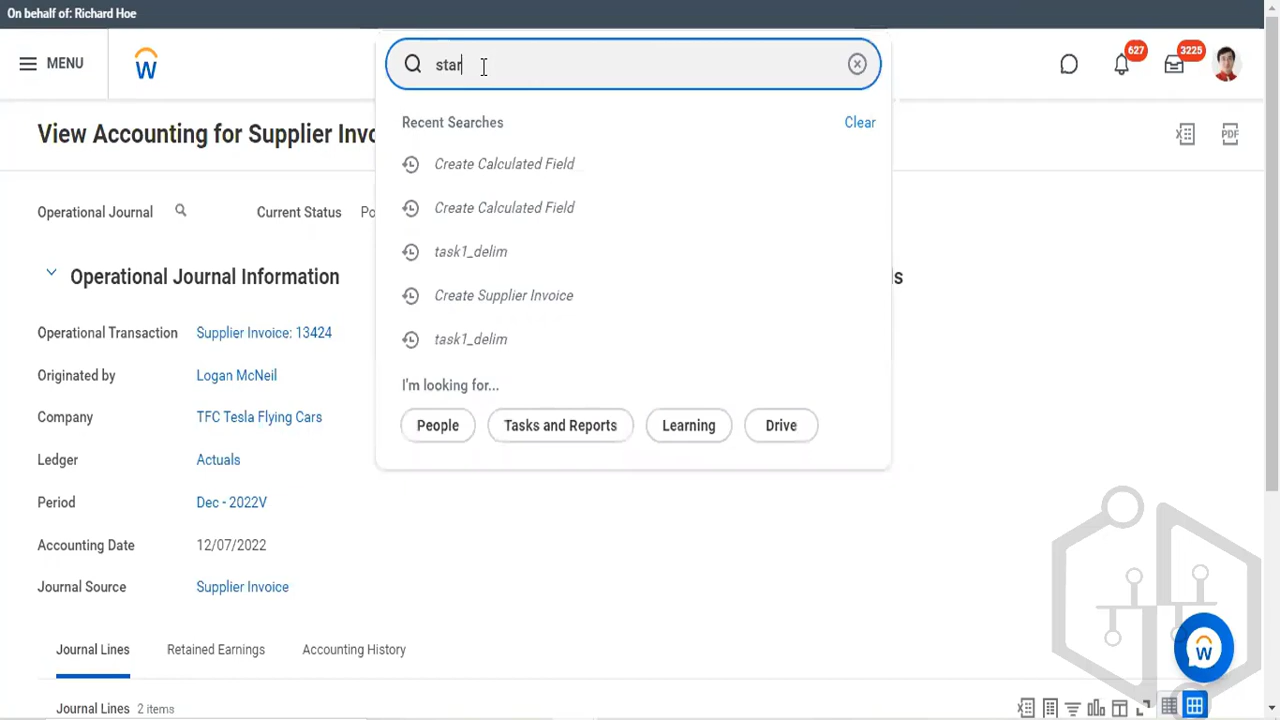 On behalf of: Richard Hoe
MENU
star
627
3225
Recent Searches
Clear
Create Calculated Field
Create Calculated Field
task1_delim
Create Supplier Invoice
task1_delim
I'm looking for...
People
Tasks and Reports
Learning
Drive
View Accounting for Supplier Invo
PDF
Operational Journal
Current Status
Po
Operational Journal Information
ls
Operational Transaction
Supplier Invoice: 13424
Originated by
Logan McNeil
Company
TFC Tesla Flying Cars
Ledger
Actuals
Period
Dec - 2022V
Accounting Date
12/07/2022
Journal Source
Supplier Invoice
Journal Lines
Retained Earnings
Accounting History
Journal Lines 2 items